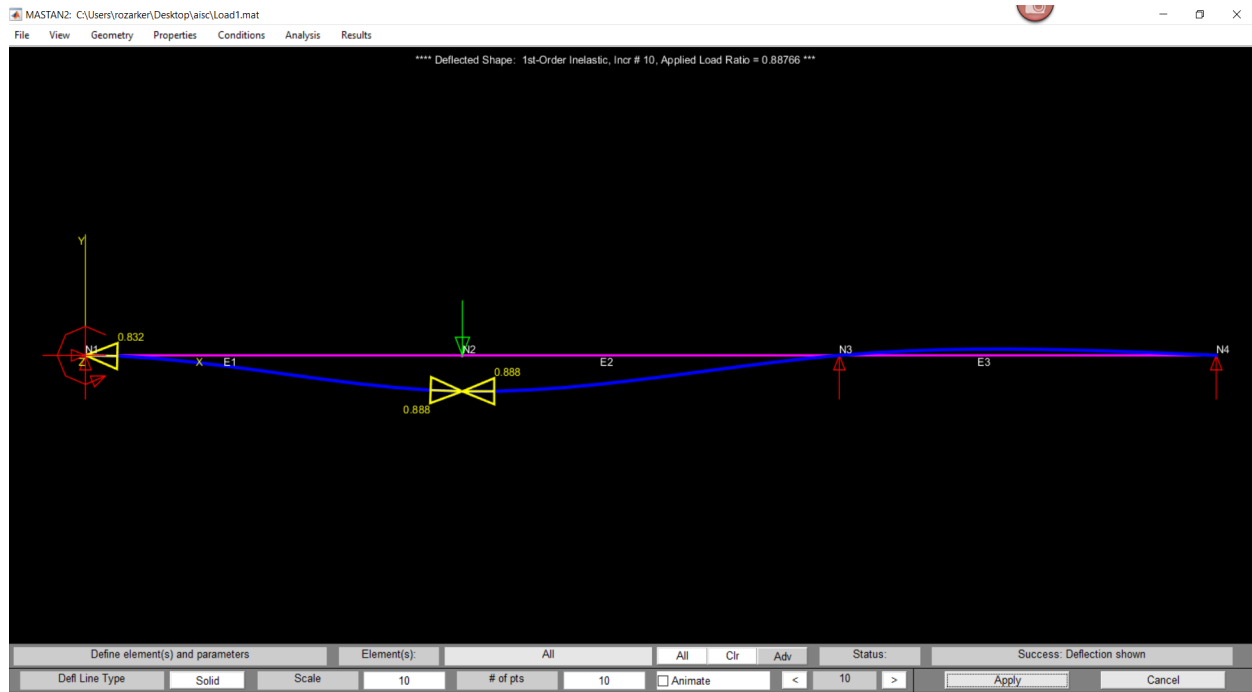 MASTAN2: C:\Users\rozarker\Desktop\aisc\Load1.mat
File View Geometry Properties Conditions Analysis Results
**** Deflected Shape: 1st-Order Inelastic, Incr # 10, Applied Load Ratio = 0.88766 ***
Y
0.832
N1 N2 N3 N4
Z X E1 E2 E3
0.888
0.888
Define element(s) and parameters Element(s): All All Clr Adv Status: Success: Deflection shown
Defl Line Type Solid Scale 10 # of pts 10 Animate < 10 > Apply Cancel